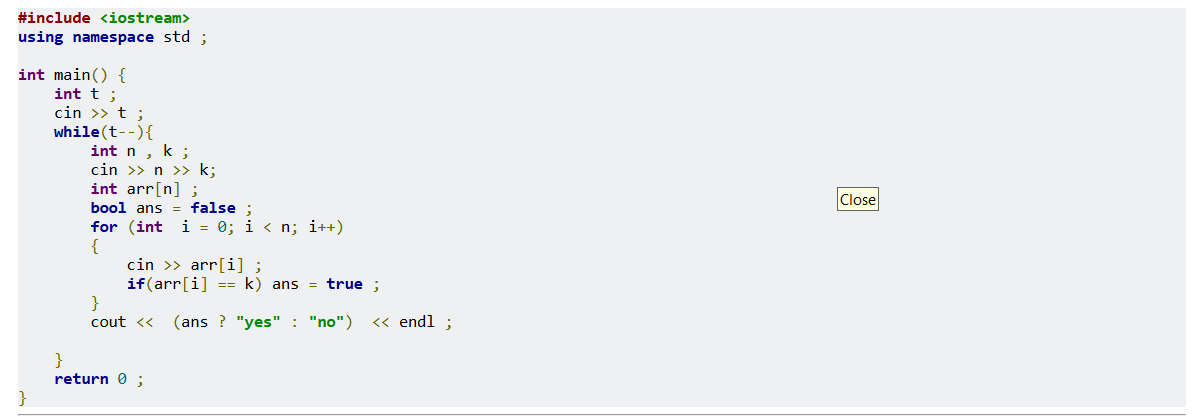 #include <iostream>
using namespace std ;
int main() {
    int t ;
    cin >> t ;
    while(t--){
        int n , k ;
        cin >> n >> k;
        int arr[n] ;
        bool ans = false ;
        for (int  i = 0; i < n; i++)
        {
            cin >> arr[i] ;
            if(arr[i] == k) ans = true ;
        }
        cout <<  (ans ? "yes" : "no")  << endl ;
    }
    return 0 ;
}
Close